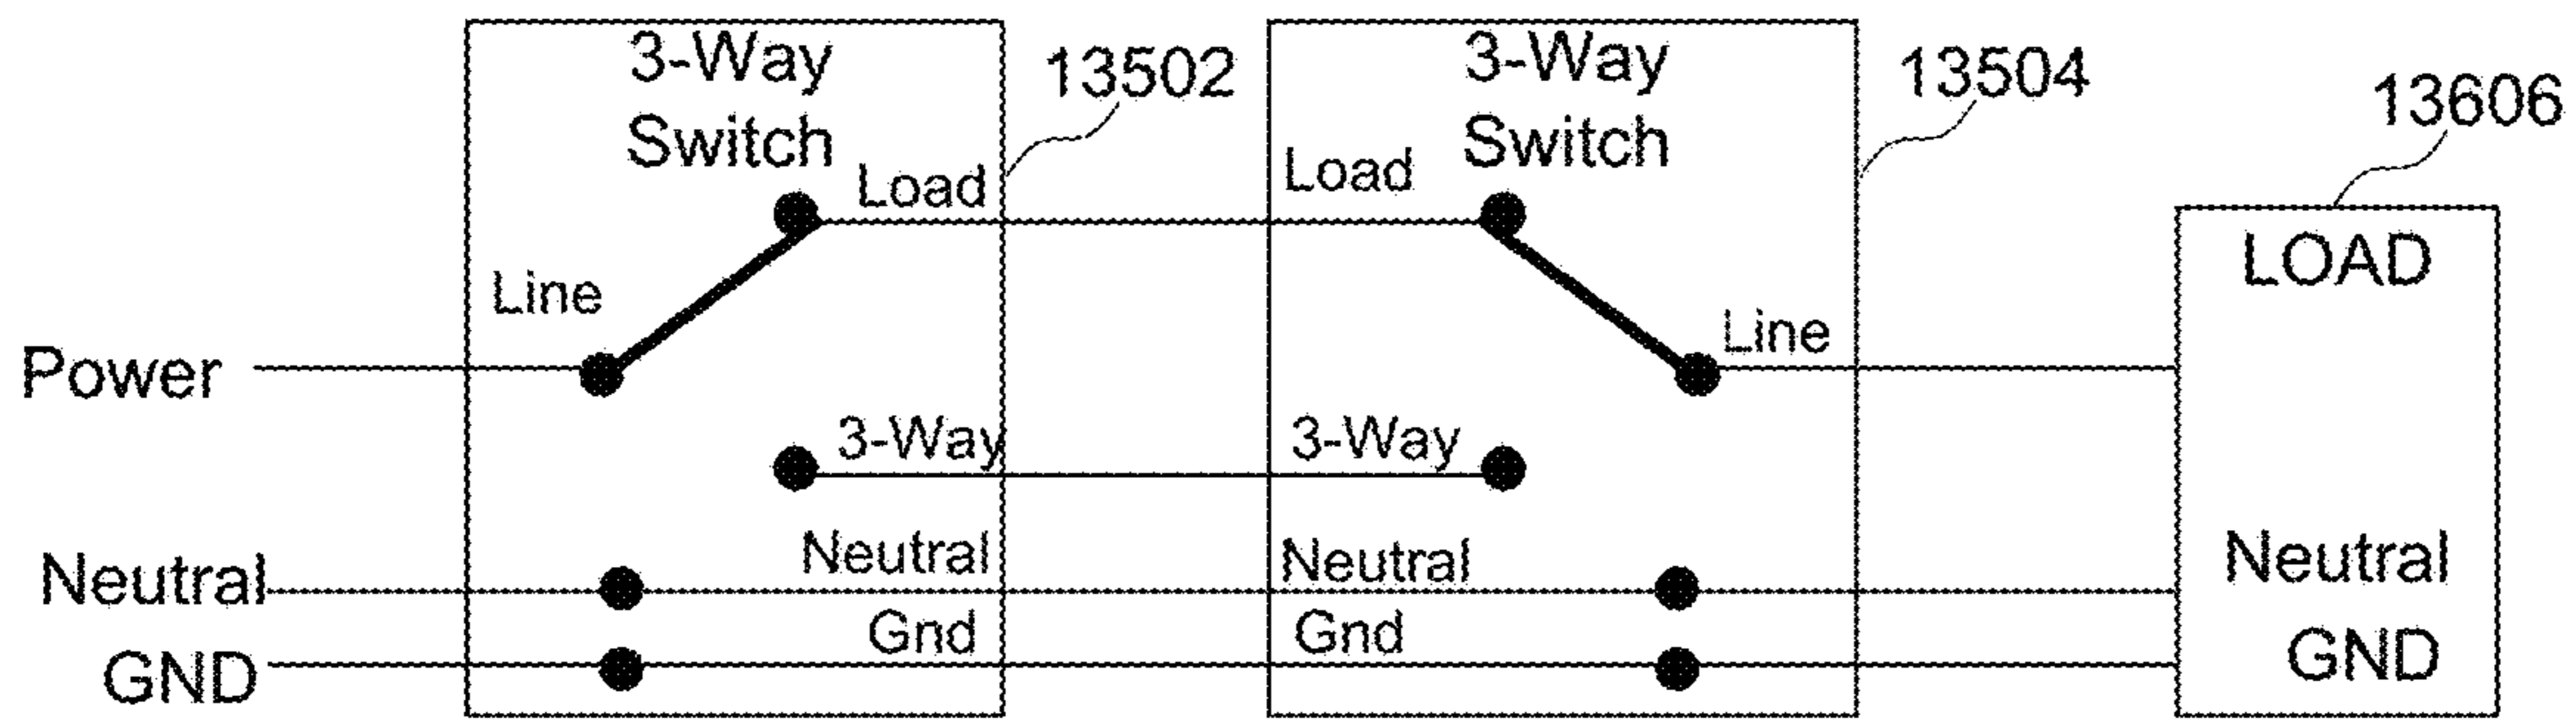 3-Way
Switch
13502
3-Way
Switch
13504
13606
Load
Load
LOAD
Line
Line
Power
3-Way
3-Way
Neutral
Neutral
Neutral
Neutral
Gnd
Gnd
GND
GND